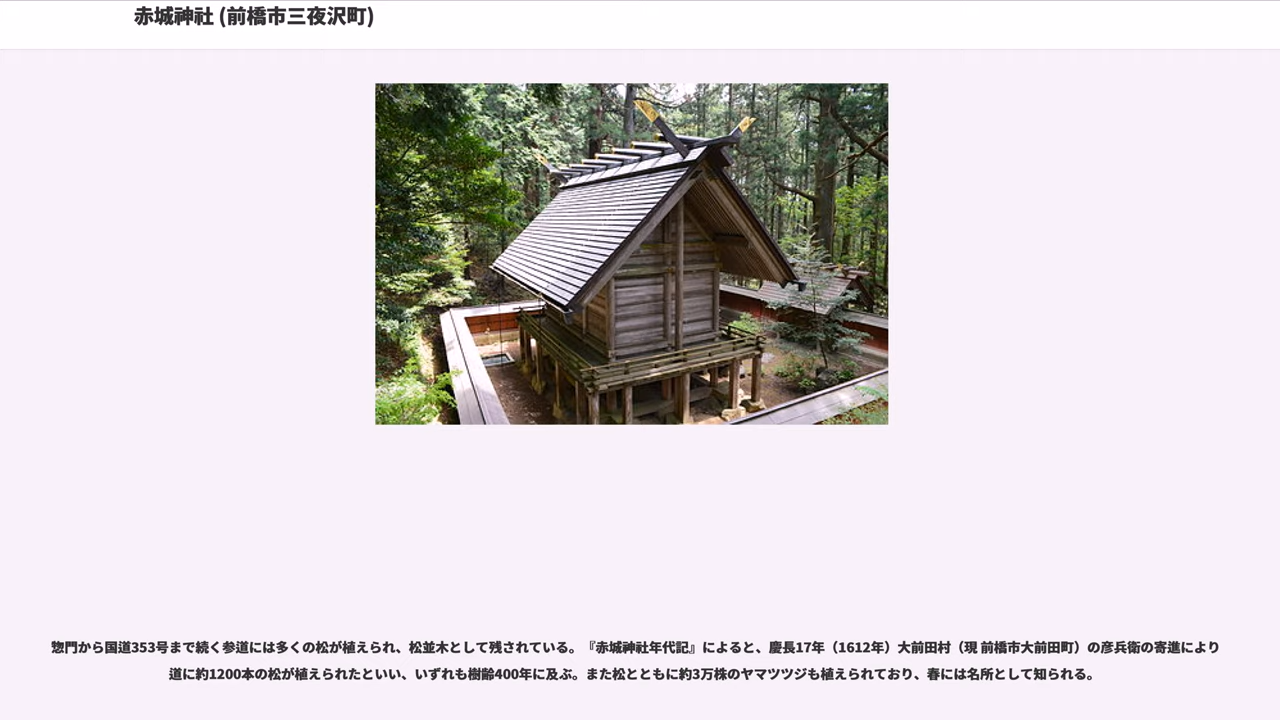 赤城神社 (前橋市三夜沢町)
惣門から国道353号まで続く参道には多くの松が植えられ、松並木として残されている。『赤城神社年代記』によると、慶長17年（1612年）大前田村（現 前橋市大前田町）の彦兵衛の寄進により
道に約1200本の松が植えられたといい、いずれも樹齢400年に及ぶ。また松とともに約3万株のヤマツツジも植えられており、春には名所として知られる。